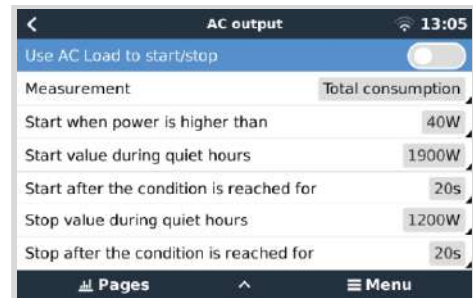 AC output 13:05
Use AC Load to start/stop
Measurement Total consumption
Start when power is higher than 40W
Start value during quiet hours 1900W
Start after the condition is reached for 20s
Stop value during quiet hours 1200W
Stop after the condition is reached for 20s
Pages Menu